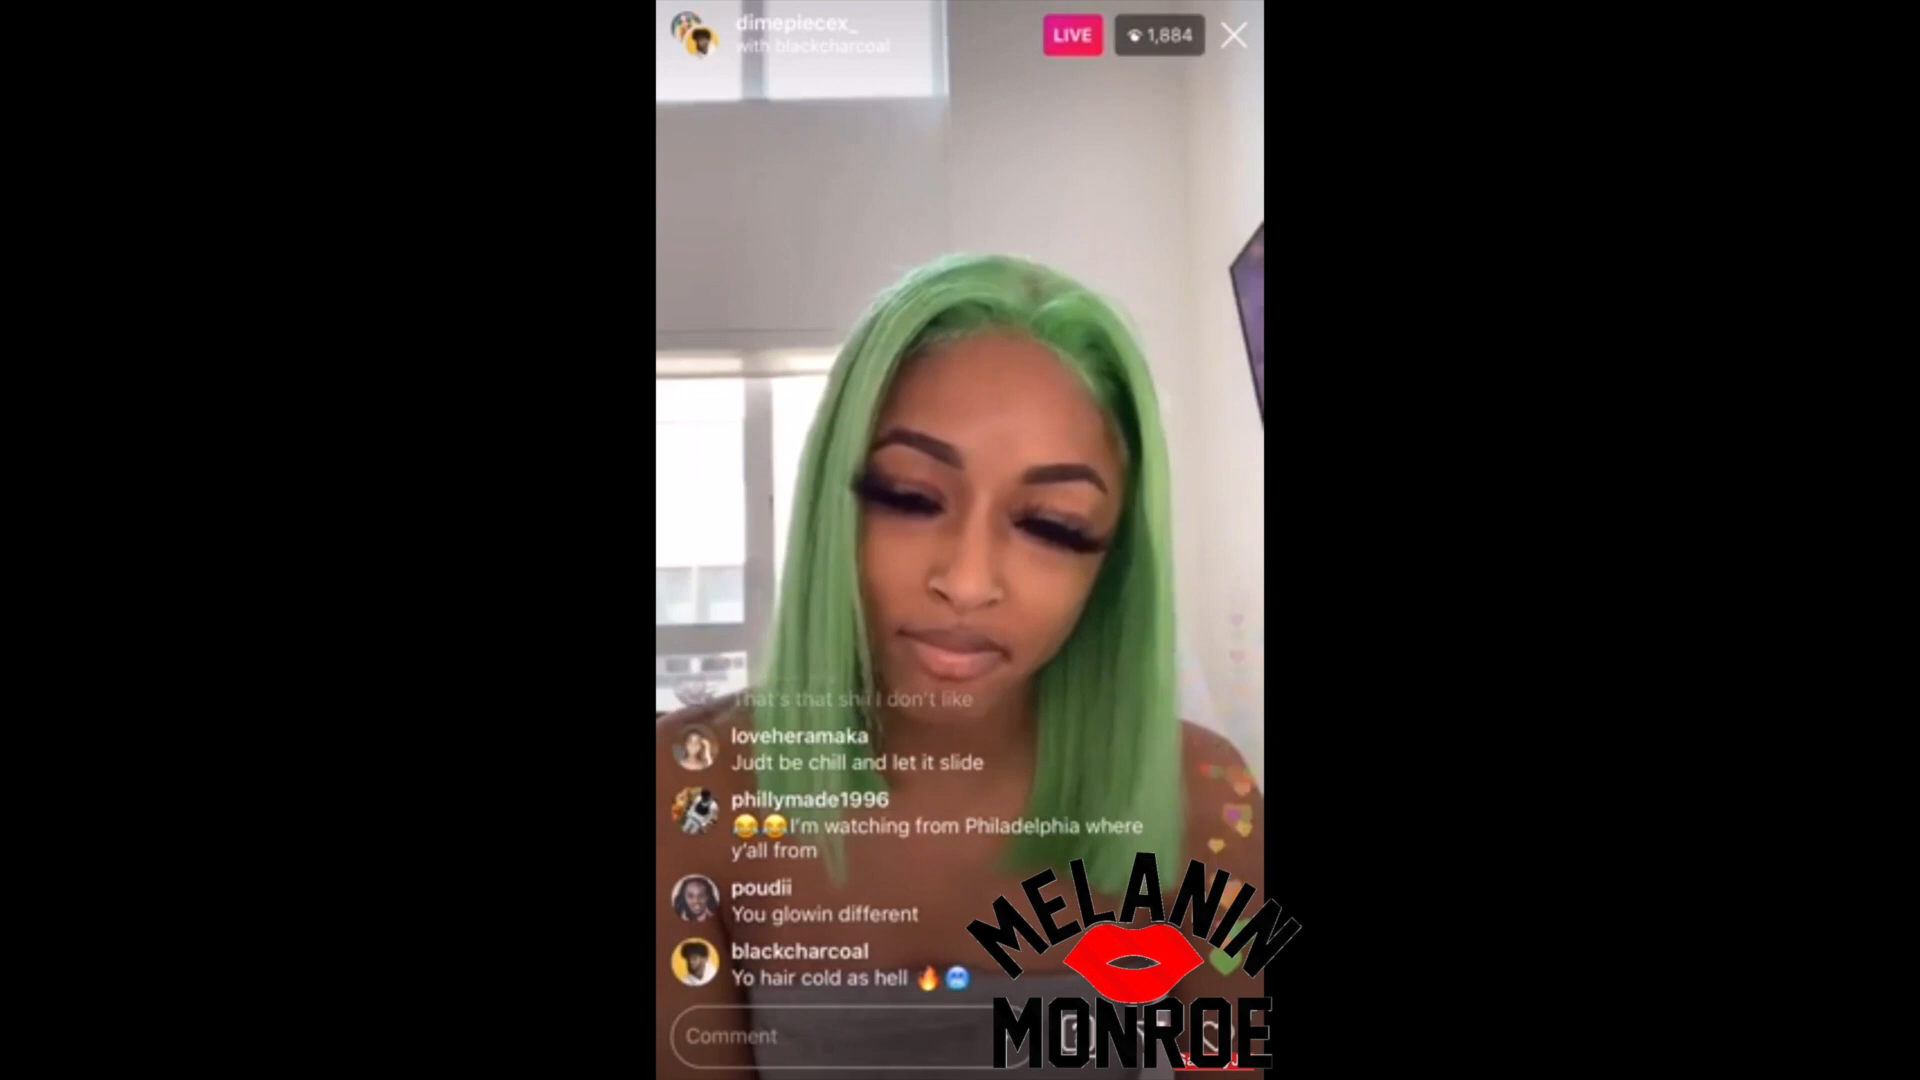 dimepiecex_
with blackcharcoal
LIVE
1,884
That's that shii I don't like
loveheramaka
Judt be chill and let it slide
phillymade1996
😂😂I'm watching from Philadelphia where
y'all from
poudii
You glowin different
blackcharcoal
Yo hair cold as hell 🔥🥶
Comment
MELANIN
MONROE